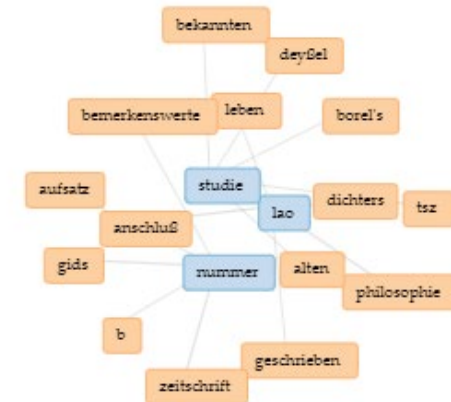 bekannten
deyßel
bemerkenswerte
leben
borel's
studie
aufsatz
dichters
tsz
lao
anschluß
gids
nummer
alten
philosophie
b
geschrieben
zeitschrift